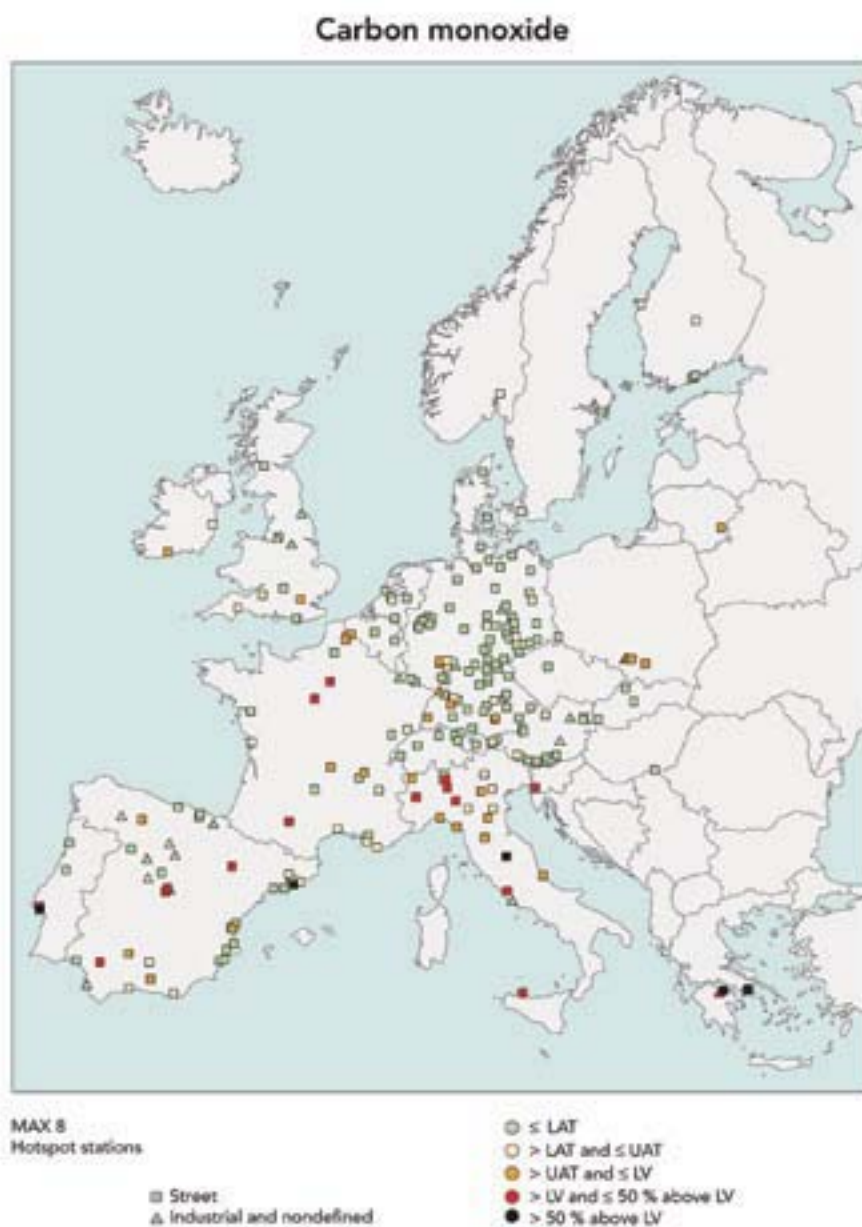 Carbon monoxide
MAX 8
Hotspot stations
Street
Industrial and nondefined
≤ LAT
> LAT and ≤ UAT
> UAT and ≤ LV
> LV and ≤ 50 % above LV
> 50 % above LV